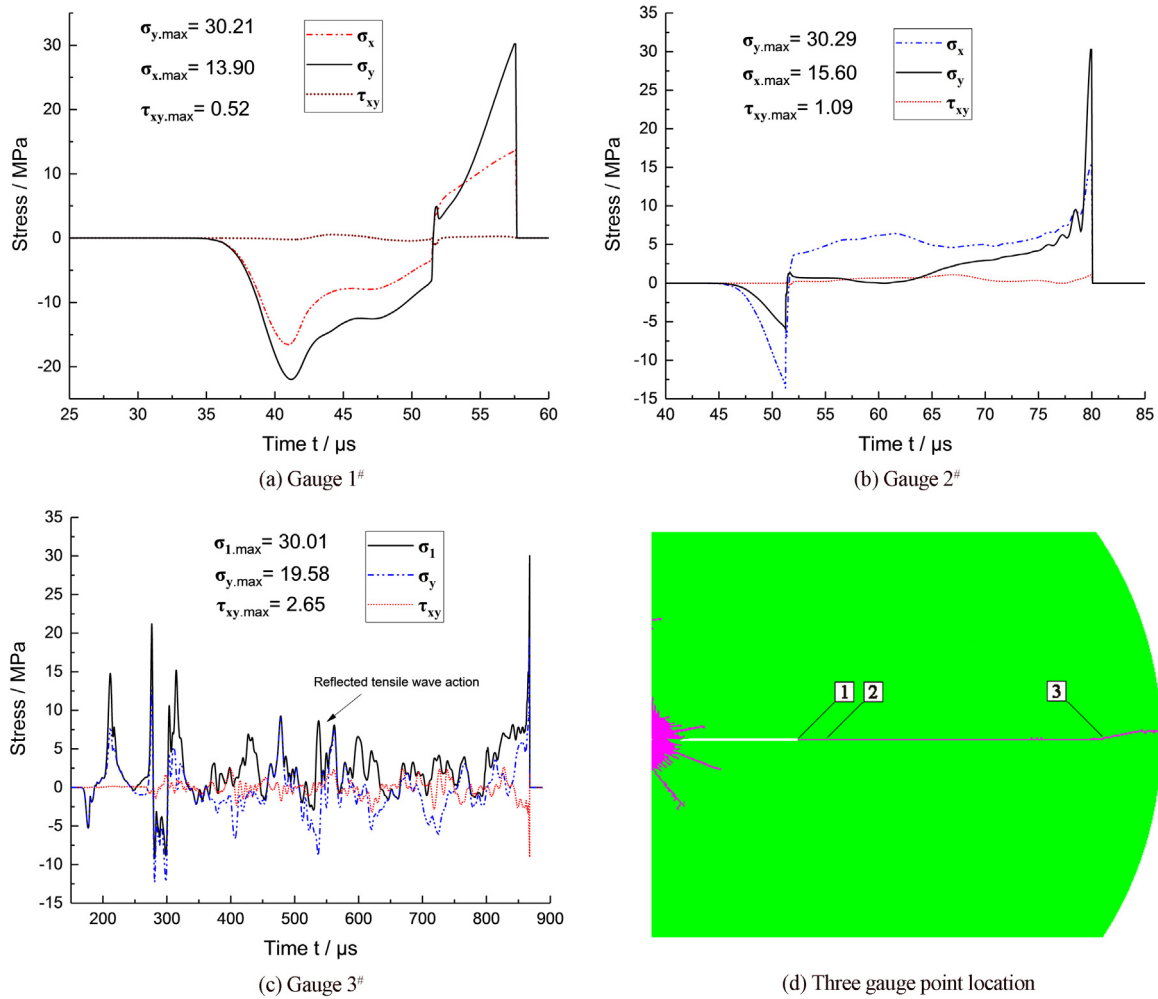 σy.max= 30.21
σx.max= 13.90
τxy.max= 0.52
σx
σy
τxy
30
20
10
0
-10
-20
Stress / MPa
25 30 35 40 45 50 55 60
Time t / μs
(a) Gauge 1#
σy.max= 30.29
σx.max= 15.60
τxy.max= 1.09
σx
σy
τxy
35
30
25
20
15
10
5
0
-5
-10
-15
Stress / MPa
40 45 50 55 60 65 70 75 80 85
Time t / μs
(b) Gauge 2#
σ1.max= 30.01
σy.max= 19.58
τxy.max= 2.65
σ1
σy
τxy
Reflected tensile wave action
35
30
25
20
15
10
5
0
-5
-10
-15
Stress / MPa
200 300 400 500 600 700 800 900
Time t / μs
(c) Gauge 3#
1 2 3
(d) Three gauge point location